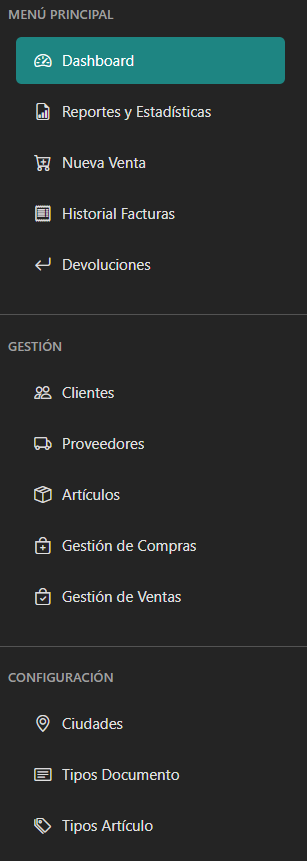 MENÚ PRINCIPAL
Dashboard
Reportes y Estadísticas
Nueva Venta
Historial Facturas
Devoluciones
GESTIÓN
Clientes
Proveedores
Artículos
Gestión de Compras
Gestión de Ventas
CONFIGURACIÓN
Ciudades
Tipos Documento
Tipos Artículo